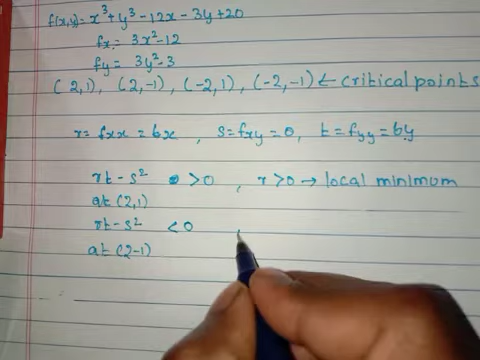 f(x,y) = x³+y³-12x-3y+20
fx = 3x²-12
fy = 3y²-3
(2,1), (2,-1), (-2,1), (-2,-1) ← critical points
r = fxx = 6x , s = fxy = 0 , t = fyy = 6y
rt-s² >0 , r>0 → local minimum
at (2,1)
rt-s² <0
at (2-1)